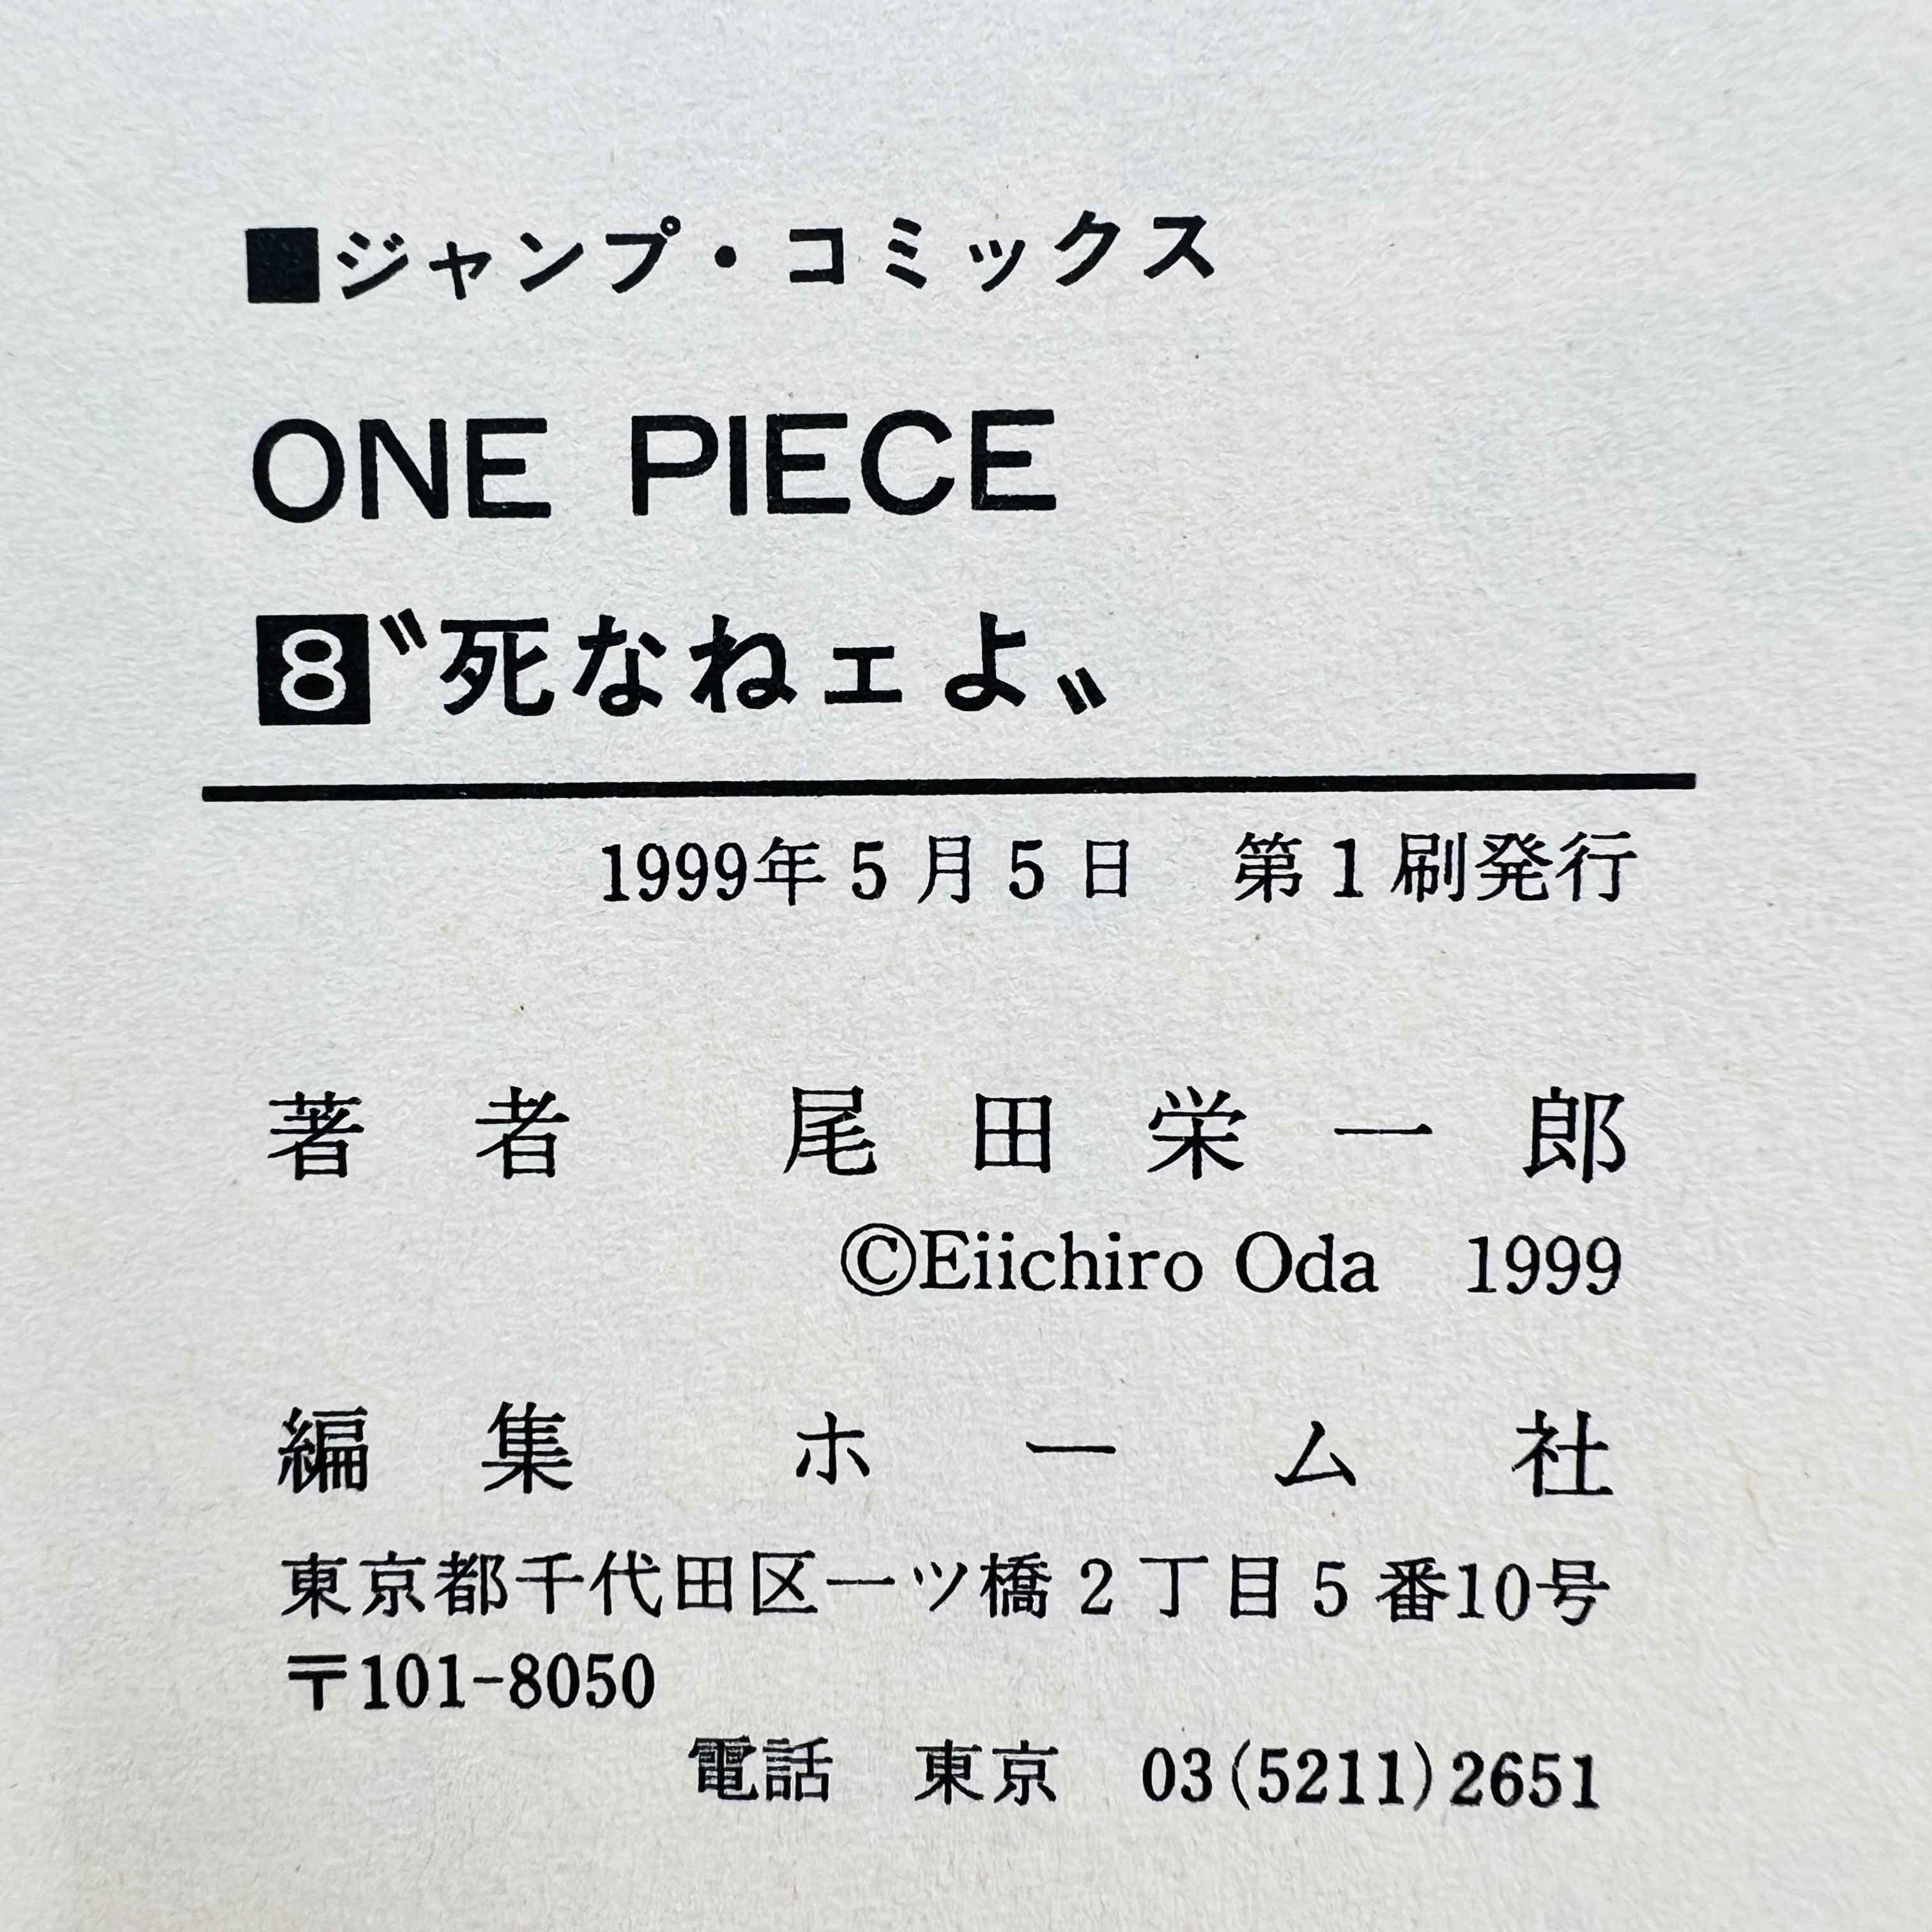 ■ジャンプ・コミックス
ONE PIECE
8〝死なねェよ〟
1999年5月5日　第1刷発行
著者　尾田栄一郎
©Eiichiro Oda　1999
編集　ホーム社
東京都千代田区一ツ橋2丁目5番10号
〒101-8050
電話　東京　03(5211)2651